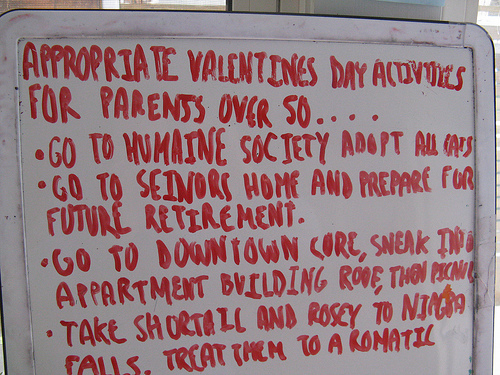 APPROPRIATE VALENTINES DAY ACTIVITIES
FOR PARENTS OVER 50....
• GO TO HUMAINE SOCIETY ADOPT ALL CATS
• GO TO SEINORS HOME AND PREPARE FOR
FUTURE RETIREMENT.
• GO TO DOWNTOWN CORE, SNEAK INTO
APPARTMENT BUILDING ROOF, THAN PICNIC
• TAKE SHORTAIL AND ROSEY TO
FALLS. TREAT THEM TO A ROMATIC